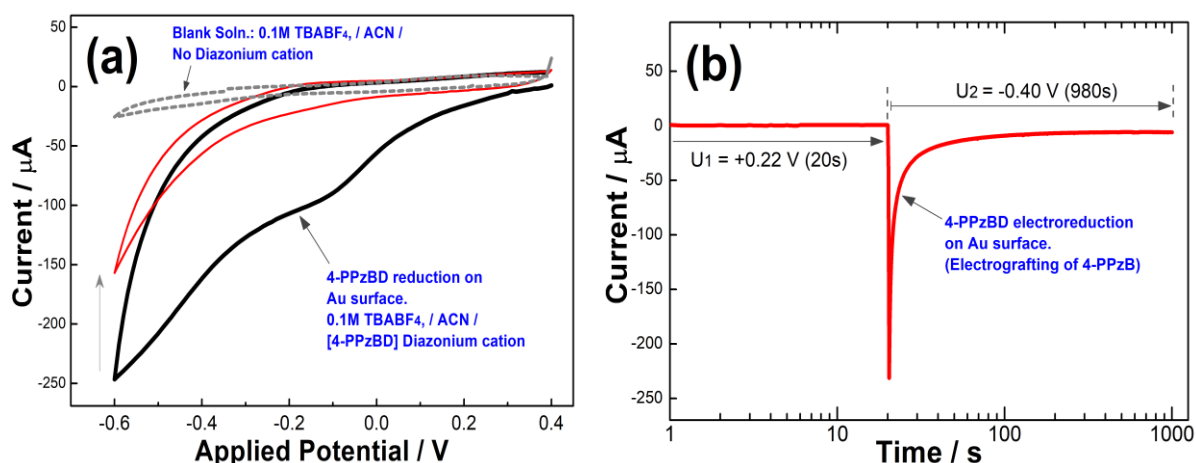 (a)
Blank Soln.: 0.1M TBABF4, / ACN /
No Diazonium cation
4-PPzBD reduction on
Au surface.
0.1M TBABF4, / ACN /
[4-PPzBD] Diazonium cation
Current / μA
50
0
-50
-100
-150
-200
-250
-0.6
-0.4
-0.2
0.0
0.2
0.4
Applied Potential / V
(b)
U2 = -0.40 V (980s)
U1 = +0.22 V (20s)
4-PPzBD electroreduction
on Au surface.
(Electrografting of 4-PPzB)
Current / μA
50
0
-50
-100
-150
-200
-250
1
10
100
1000
Time / s